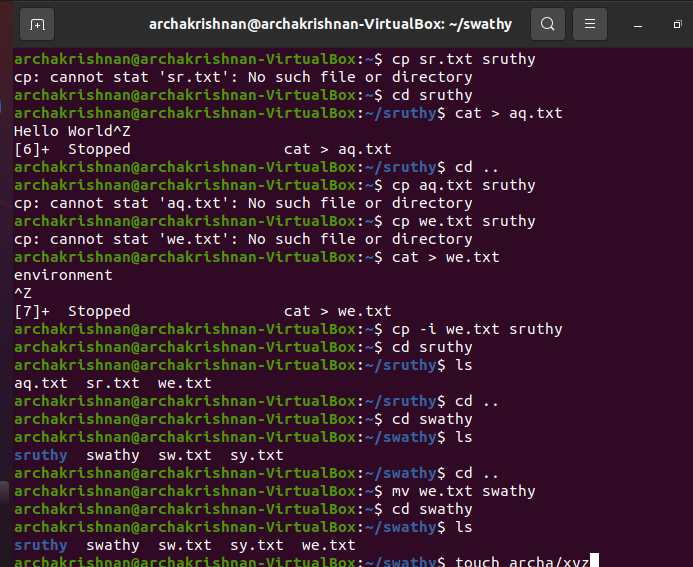 archakrishnan@archakrishnan-VirtualBox: ~/swathy
archakrishnan@archakrishnan-VirtualBox:~$ cp sr.txt sruthy
cp: cannot stat 'sr.txt': No such file or directory
archakrishnan@archakrishnan-VirtualBox:~$ cd sruthy
archakrishnan@archakrishnan-VirtualBox:~/sruthy$ cat > aq.txt
Hello World^Z
[6]+  Stopped                 cat > aq.txt
archakrishnan@archakrishnan-VirtualBox:~/sruthy$ cd ..
archakrishnan@archakrishnan-VirtualBox:~$ cp aq.txt sruthy
cp: cannot stat 'aq.txt': No such file or directory
archakrishnan@archakrishnan-VirtualBox:~$ cp we.txt sruthy
cp: cannot stat 'we.txt': No such file or directory
archakrishnan@archakrishnan-VirtualBox:~$ cat > we.txt
environment
^Z
[7]+  Stopped                 cat > we.txt
archakrishnan@archakrishnan-VirtualBox:~$ cp -i we.txt sruthy
archakrishnan@archakrishnan-VirtualBox:~$ cd sruthy
archakrishnan@archakrishnan-VirtualBox:~/sruthy$ ls
aq.txt  sr.txt  we.txt
archakrishnan@archakrishnan-VirtualBox:~/sruthy$ cd ..
archakrishnan@archakrishnan-VirtualBox:~$ cd swathy
archakrishnan@archakrishnan-VirtualBox:~/swathy$ ls
sruthy  swathy  sw.txt  sy.txt
archakrishnan@archakrishnan-VirtualBox:~/swathy$ cd ..
archakrishnan@archakrishnan-VirtualBox:~$ mv we.txt swathy
archakrishnan@archakrishnan-VirtualBox:~$ cd swathy
archakrishnan@archakrishnan-VirtualBox:~/swathy$ ls
sruthy  swathy  sw.txt  sy.txt  we.txt
archakrishnan@archakrishnan-VirtualBox:~/swathy$ touch archa/xyz